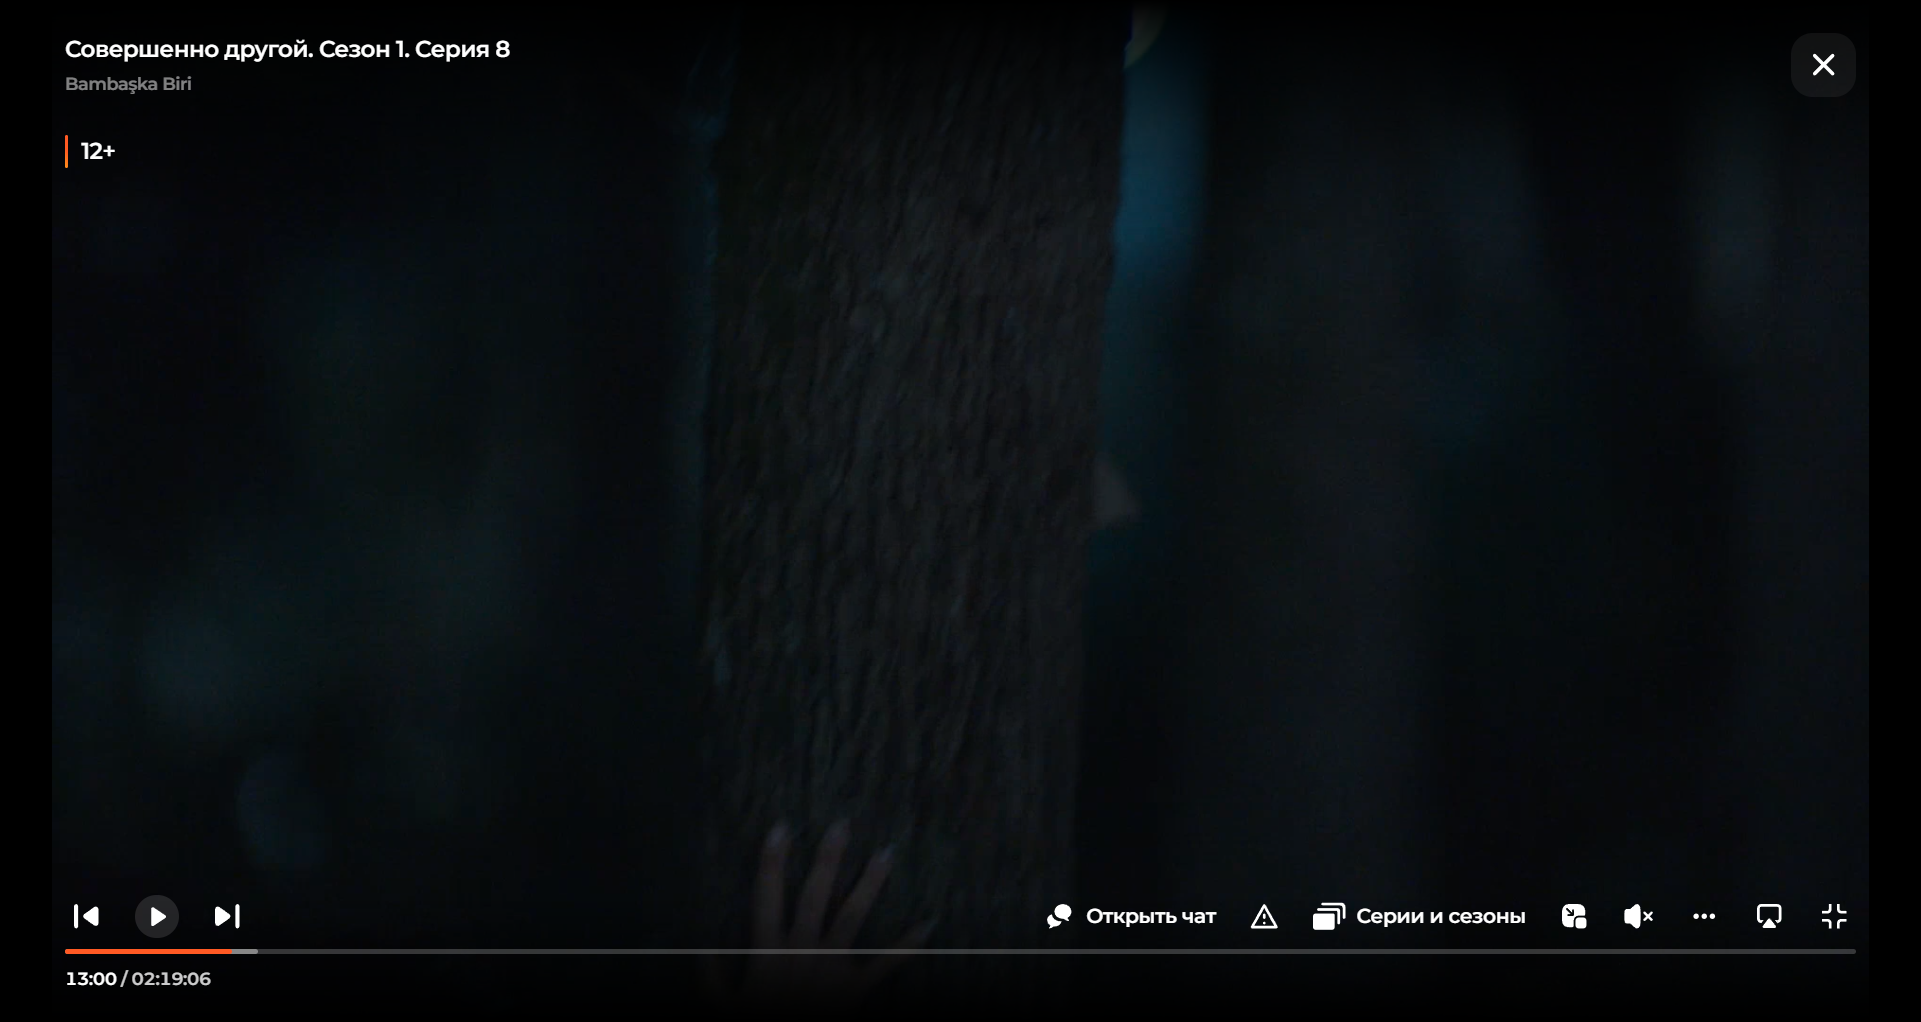 Совершенно другой. Сезон 1. Серия 8
Bambaşka Biri
12+
Открыть чат
Серии и сезоны
13:00 / 02:19:06